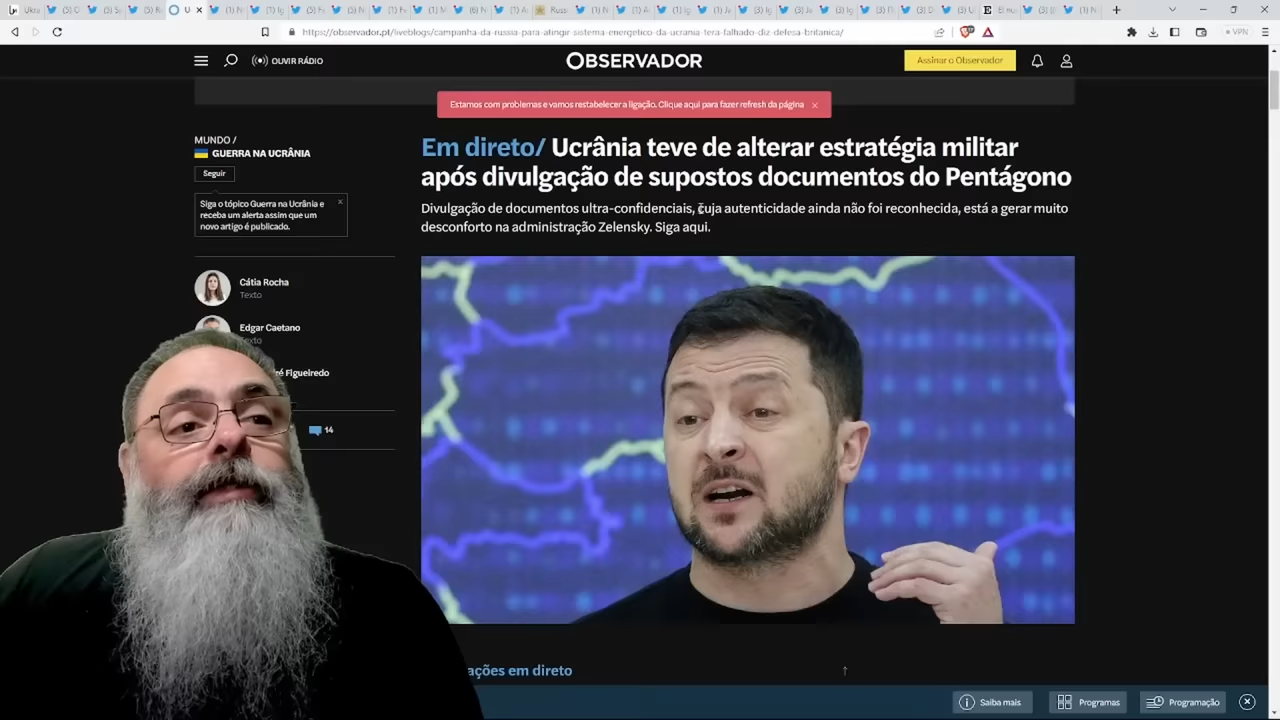 https://observador.pt/liveblogs/campanha-da-russia-para-atingir-sistema-energetico-da-ucrania-tera-falhado-diz-defesa-britanica/
VPN
OUVIR RÁDIO
OBSERVADOR
Assinar o Observador
Estamos com problemas e vamos restabelecer a ligação. Clique aqui para fazer refresh da página
MUNDO /
GUERRA NA UCRÂNIA
Seguir
Siga o tópico Guerra na Ucrânia e
receba um alerta assim que um
novo artigo é publicado.
Em direto/ Ucrânia teve de alterar estratégia militar
após divulgação de supostos documentos do Pentágono
Divulgação de documentos ultra-confidenciais, cuja autenticidade ainda não foi reconhecida, está a gerar muito
desconforto na administração Zelensky. Siga aqui.
Cátia Rocha
Texto
Edgar Caetano
Figueiredo
14
em direto
Saiba mais
Programas
Programação